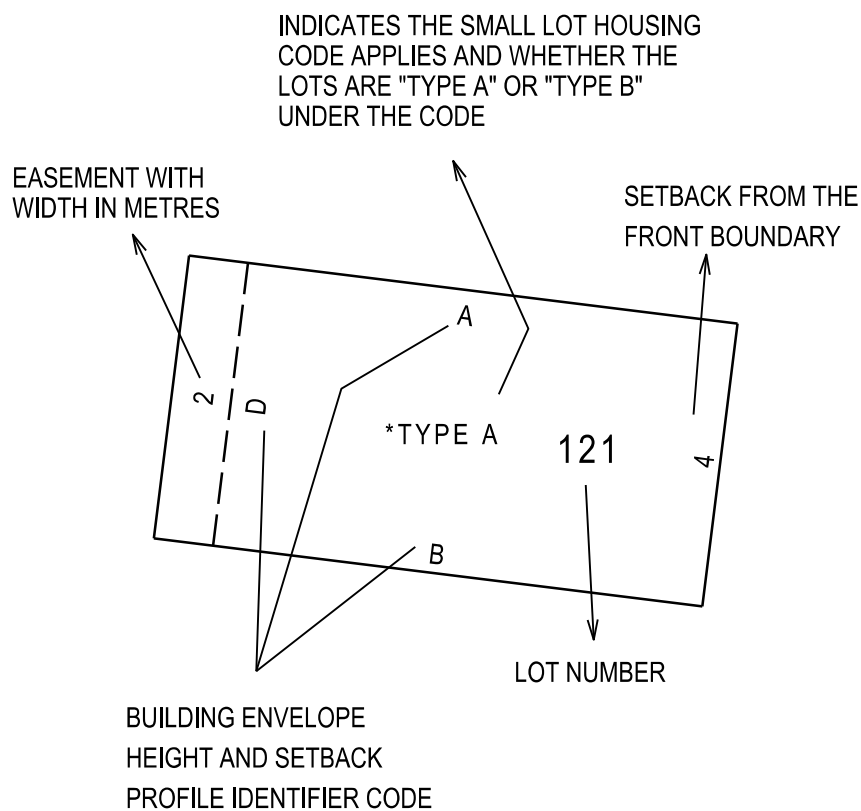 INDICATES THE SMALL LOT HOUSING
CODE APPLIES AND WHETHER THE
LOTS ARE "TYPE A" OR "TYPE B"
UNDER THE CODE
EASEMENT WITH
WIDTH IN METRES
SETBACK FROM THE
FRONT BOUNDARY
A
2
D
*TYPE A
121
4
B
LOT NUMBER
BUILDING ENVELOPE
HEIGHT AND SETBACK
PROFILE IDENTIFIER CODE